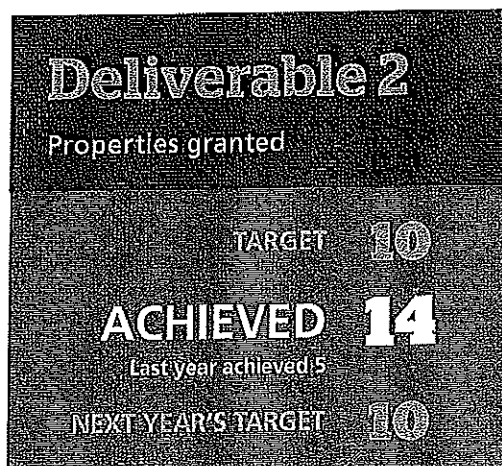 Deliverable 2
Properties granted
TARGET 10
ACHIEVED 14
Last year achieved 5
NEXT YEAR'S TARGET 10